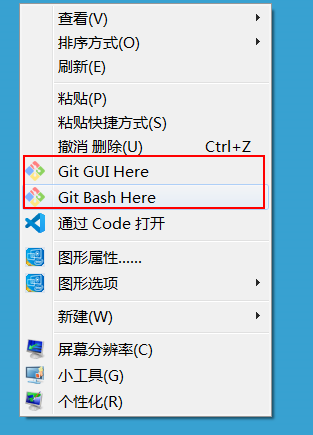 查看(V)
排序方式(O)
刷新(E)
粘贴(P)
粘贴快捷方式(S)
撤消 删除(U) Ctrl+Z
Git GUI Here
Git Bash Here
通过 Code 打开
图形属性......
图形选项
新建(W)
屏幕分辨率(C)
小工具(G)
个性化(R)